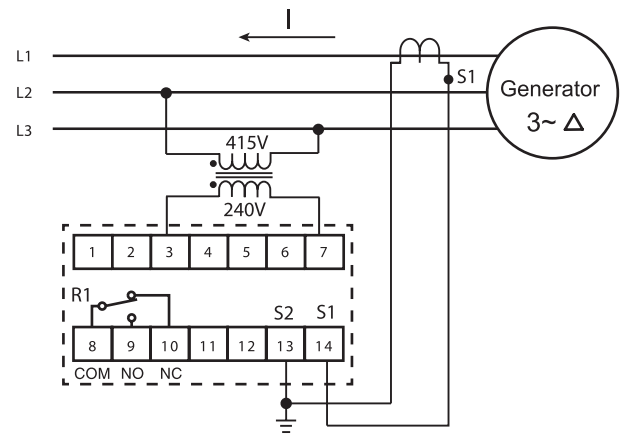 I
L1
S1
L2
Generator
3~ Δ
L3
415V
240V
1 2 3 4 5 6 7
R1
S2 S1
8 9 10 11 12 13 14
COM NO NC